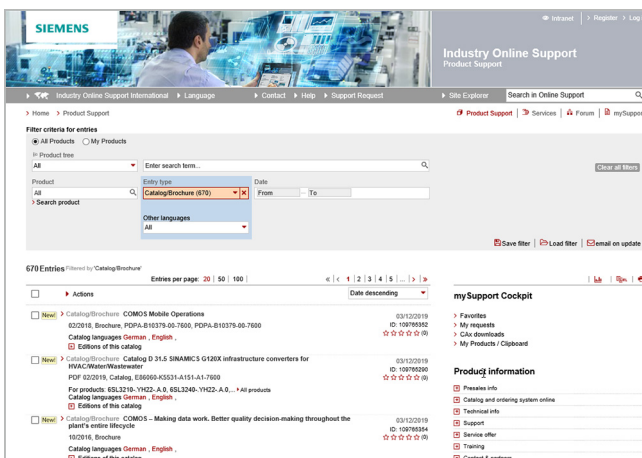 SIEMENS
Intranet > Register > Log
Industry Online Support
Product Support
Industry Online Support International Language Contact Help Support Request Site Explorer Search in Online Support
> Home > Product Support Product Support > Services Forum mySuppor
Filter criteria for entries
All Products My Products
Product tree
All Enter search term... Clear all filters
Product Entry type Date
All Catalog/Brochure (670) From To
> Search product
Other languages
All
Save filter | Load filter | email on update
670 Entries Filtered by 'Catalog/Brochure'
Entries per page: 20 | 50 | 100 | « | < 1 | 2 | 3 | 4 | 5 | ... | > | »
Actions Date descending
mySupport Cockpit
> Favorites
> My requests
> CAx downloads
> My Products / Clipboard
New! > Catalog/Brochure COMOS Mobile Operations 03/12/2019
02/2018, Brochure, PDPA-B10379-00-7600, PDPA-B10379-00-7600 ID: 109765352
Catalog languages German , English , (0)
Editions of this catalog
New! > Catalog/Brochure Catalog D 31.5 SINAMICS G120X infrastructure converters for 03/12/2019
HVAC/Water/Wastewater ID: 109766290
PDF 02/2019, Catalog, E86060-K5531-A151-A1-7600 (0)
For products: 6SL3210-.YH22-.A.0, 6SL3240-.YH22-.A.0,... All products
Catalog languages German , English ,
Editions of this catalog
New! > Catalog/Brochure COMOS – Making data work. Better quality decision-making throughout the 03/12/2019
plant's entire lifecycle ID: 109765354
10/2016, Brochure (0)
Catalog languages German , English ,
Editions of this catalog
Product information
Presales info
Catalog and ordering system online
Technical info
Support
Service offer
Training
Contact & partners